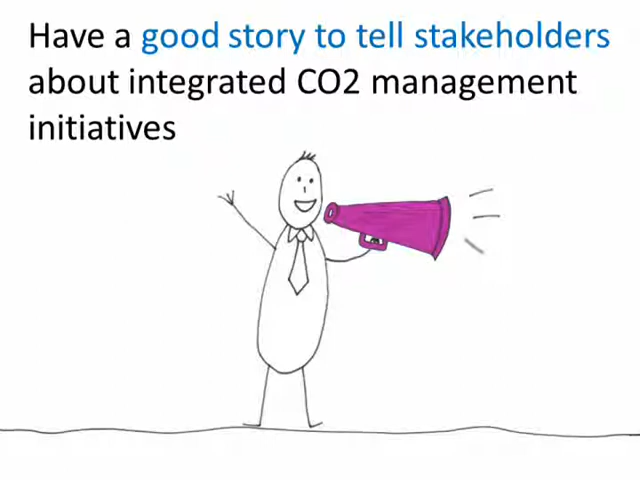 Have a good story to tell stakeholders
about integrated CO2 management
initiatives